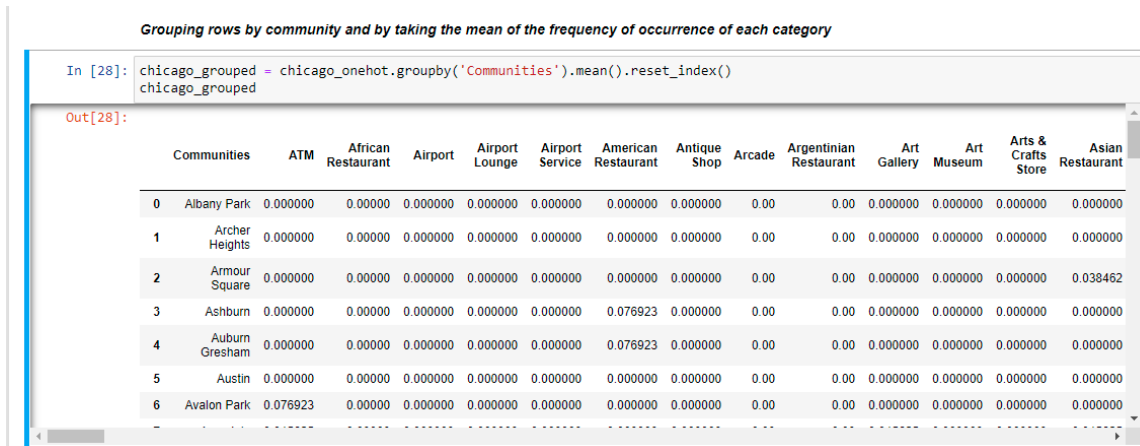 Grouping rows by community and by taking the mean of the frequency of occurrence of each category
In [28]: chicago_grouped = chicago_onehot.groupby('Communities').mean().reset_index()
chicago_grouped
Out[28]:
Communities ATM African Restaurant Airport Airport Lounge Airport Service American Restaurant Antique Shop Arcade Argentinian Restaurant Art Gallery Art Museum Arts & Crafts Store Asian Restaurant
0 Albany Park 0.000000 0.00000 0.000000 0.000000 0.000000 0.000000 0.000000 0.00 0.00 0.000000 0.000000 0.000000 0.000000
1 Archer Heights 0.000000 0.00000 0.000000 0.000000 0.000000 0.000000 0.000000 0.00 0.00 0.000000 0.000000 0.000000 0.000000
2 Armour Square 0.000000 0.00000 0.000000 0.000000 0.000000 0.000000 0.000000 0.00 0.00 0.000000 0.000000 0.000000 0.038462
3 Ashburn 0.000000 0.00000 0.000000 0.000000 0.000000 0.076923 0.000000 0.00 0.00 0.000000 0.000000 0.000000 0.000000
4 Auburn Gresham 0.000000 0.00000 0.000000 0.000000 0.000000 0.076923 0.000000 0.00 0.00 0.000000 0.000000 0.000000 0.000000
5 Austin 0.000000 0.00000 0.000000 0.000000 0.000000 0.000000 0.000000 0.00 0.00 0.000000 0.000000 0.000000 0.000000
6 Avalon Park 0.076923 0.00000 0.000000 0.000000 0.000000 0.000000 0.000000 0.00 0.00 0.000000 0.000000 0.000000 0.000000